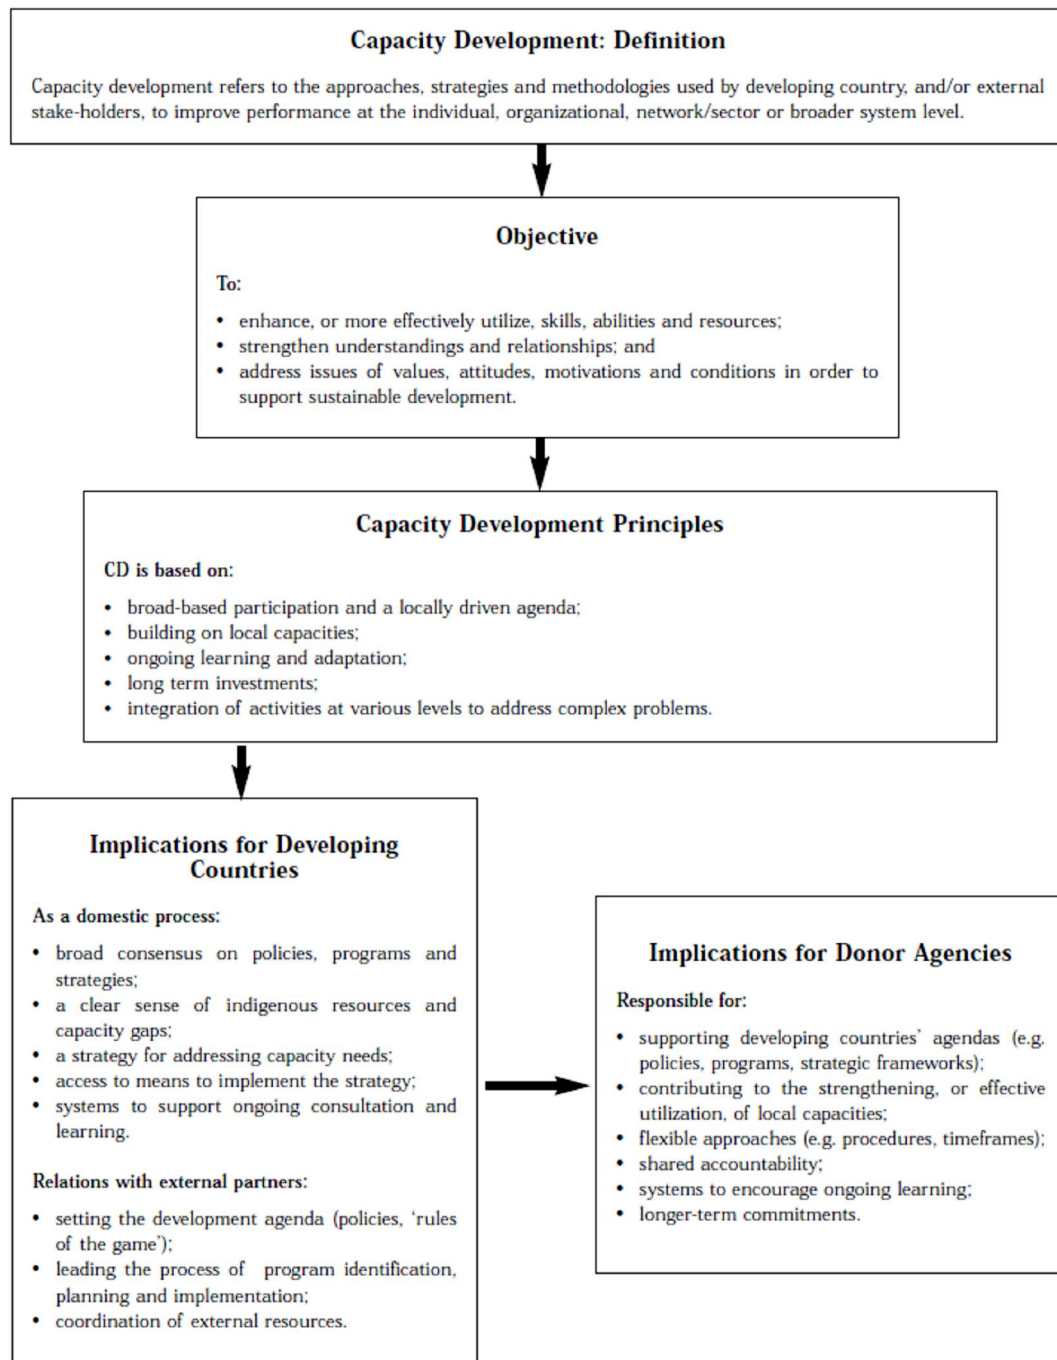 Capacity Development: Definition
Capacity development refers to the approaches, strategies and methodologies used by developing country, and/or external
stake-holders, to improve performance at the individual, organizational, network/sector or broader system level.
Objective
To:
• enhance, or more effectively utilize, skills, abilities and resources;
• strengthen understandings and relationships; and
• address issues of values, attitudes, motivations and conditions in order to
support sustainable development.
Capacity Development Principles
CD is based on:
• broad-based participation and a locally driven agenda;
• building on local capacities;
• ongoing learning and adaptation;
• long term investments;
• integration of activities at various levels to address complex problems.
Implications for Developing
Countries
As a domestic process:
• broad consensus on policies, programs and
strategies;
• a clear sense of indigenous resources and
capacity gaps;
• a strategy for addressing capacity needs;
• access to means to implement the strategy;
• systems to support ongoing consultation and
learning.
Relations with external partners:
• setting the development agenda (policies, ‘rules
of the game’);
• leading the process of program identification,
planning and implementation;
• coordination of external resources.
Implications for Donor Agencies
Responsible for:
• supporting developing countries’ agendas (e.g.
policies, programs, strategic frameworks);
• contributing to the strengthening, or effective
utilization, of local capacities;
• flexible approaches (e.g. procedures, timeframes);
• shared accountability;
• systems to encourage ongoing learning;
• longer-term commitments.